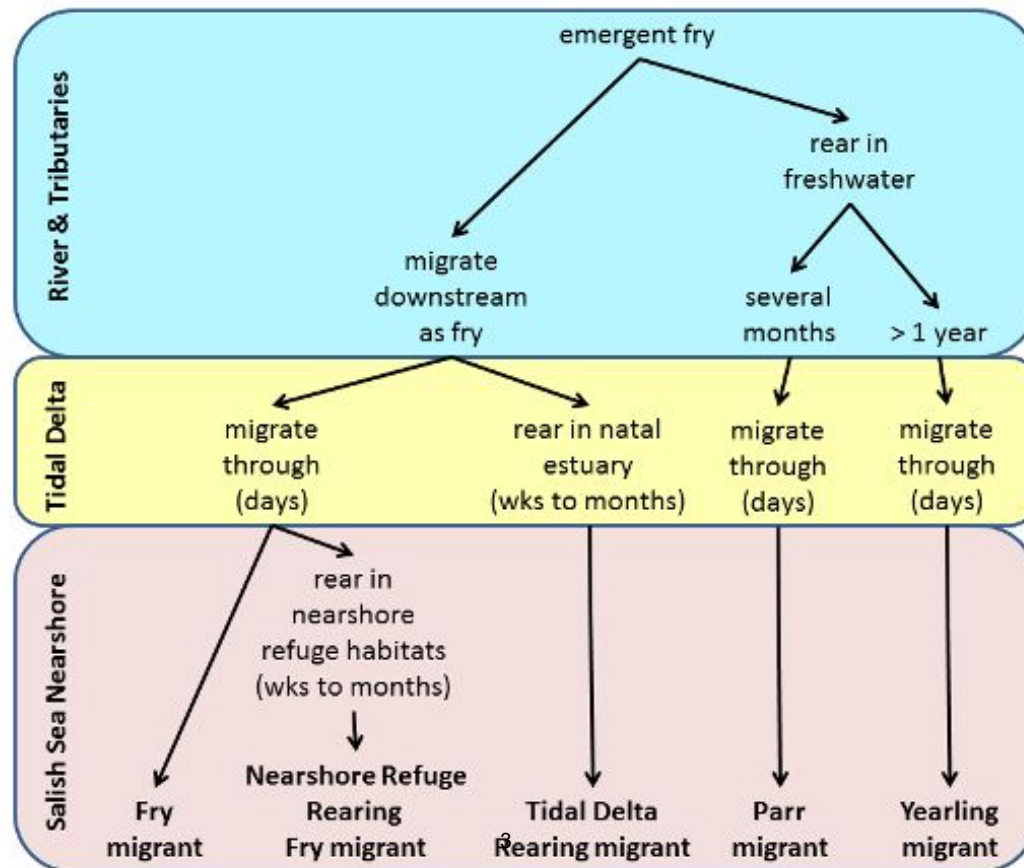 River & Tributaries
emergent fry
rear in
freshwater
migrate
downstream
as fry
several
months
> 1 year
Tidal Delta
migrate
through
(days)
rear in natal
estuary
(wks to months)
migrate
through
(days)
migrate
through
(days)
Salish Sea Nearshore
rear in
nearshore
refuge habitats
(wks to months)
Fry
migrant
Nearshore Refuge
Rearing
Fry migrant
Tidal Delta
Rearing migrant
3
Parr
migrant
Yearling
migrant